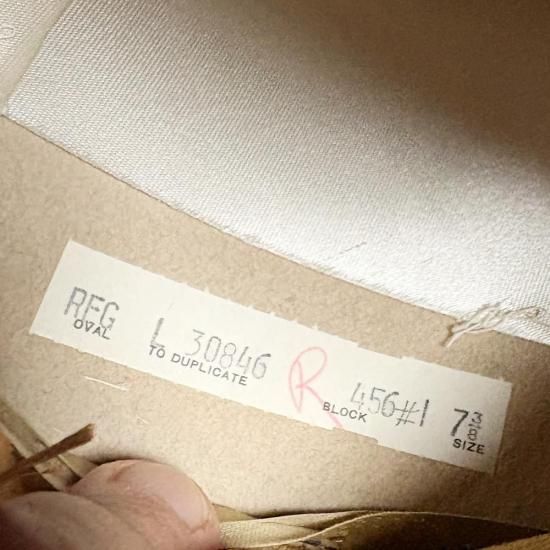 REG L 30846 R 456#1 7 3/8
OVAL TO DUPLICATE BLOCK SIZE